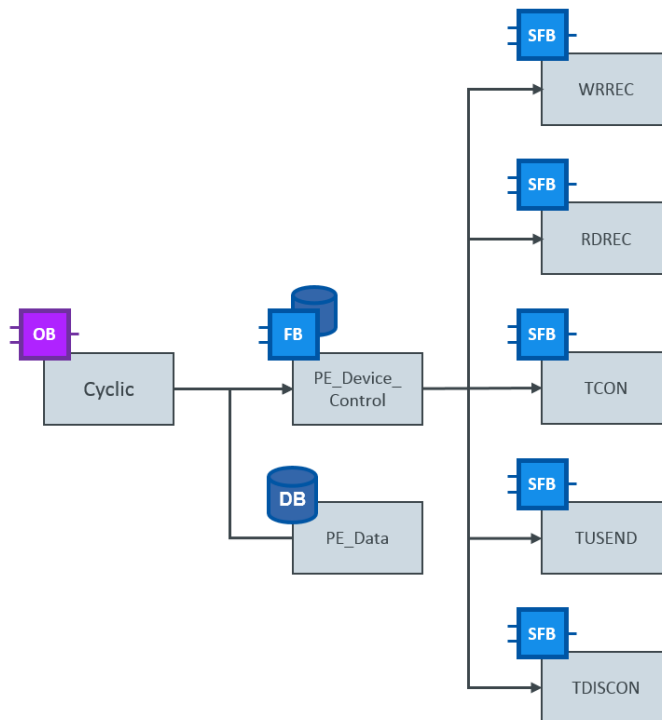 SFB
WRREC
SFB
RDREC
OB
Cyclic
FB
PE_Device_
Control
SFB
TCON
DB
PE_Data
SFB
TUSEND
SFB
TDISCON